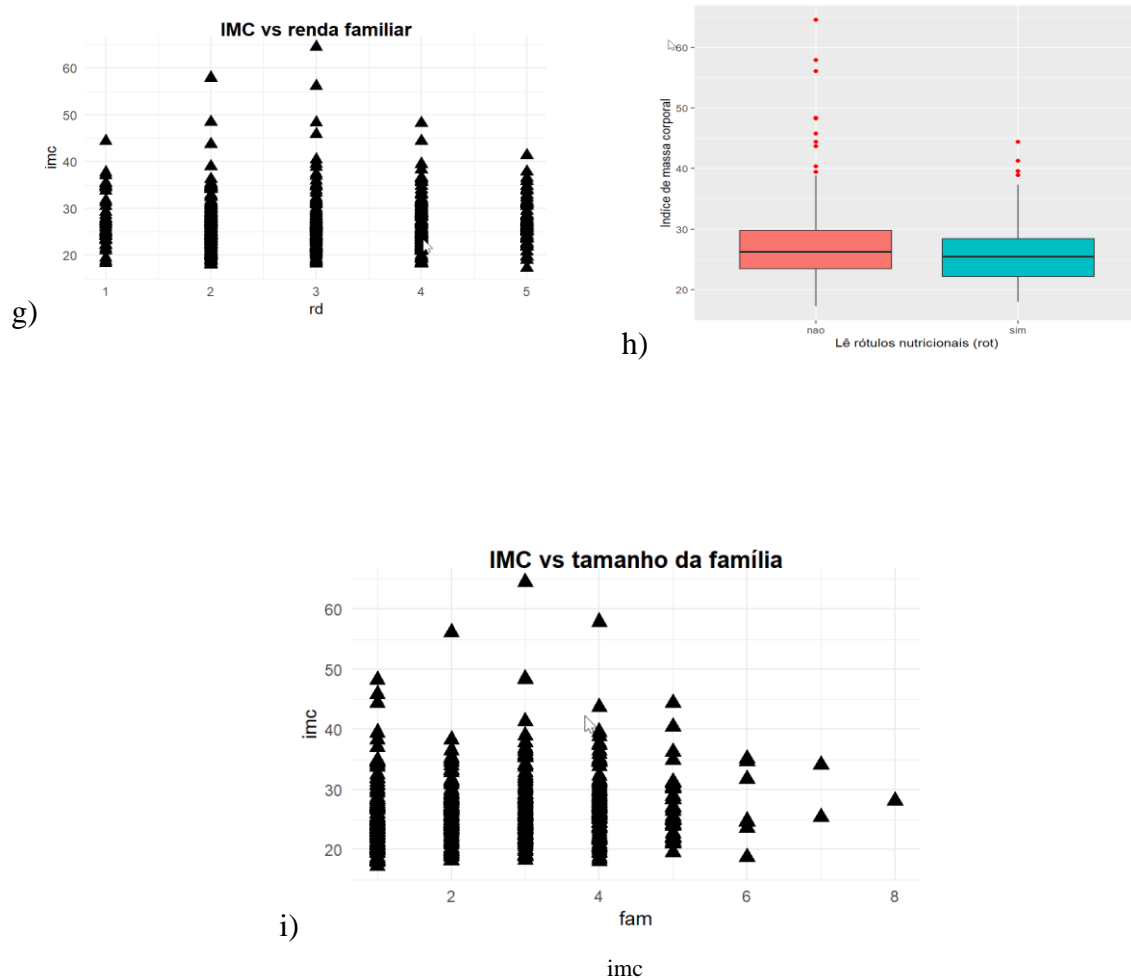 IMC vs renda familiar
imc
60
50
40
30
20
1 2 3 4 5
rd
g)
Indíce de massa corporal
60
50
40
30
20
nao sim
Lê rótulos nutricionais (rot)
h)
IMC vs tamanho da família
imc
60
50
40
30
20
2 4 6 8
fam
i)
imc